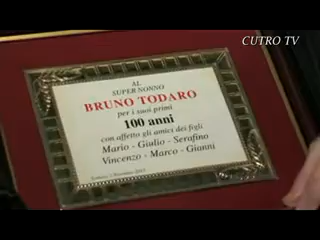 CUTRO TV
AL
SUPER NONNO
BRUNO TODARO
per i suoi primi
100 anni
con affetto gli amici dei figli
Mario - Giulio - Serafino
Vincenzo - Marco - Gianni